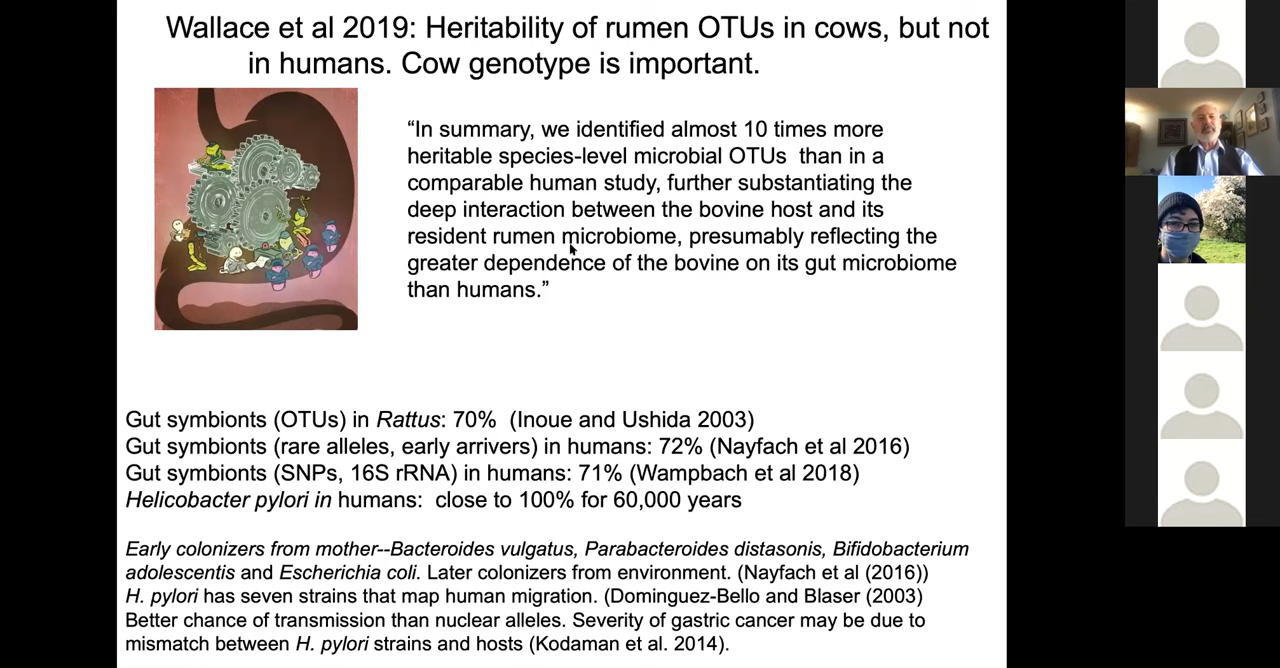 Wallace et al 2019: Heritability of rumen OTUs in cows, but not
in humans. Cow genotype is important.
“In summary, we identified almost 10 times more
heritable species-level microbial OTUs than in a
comparable human study, further substantiating the
deep interaction between the bovine host and its
resident rumen microbiome, presumably reflecting the
greater dependence of the bovine on its gut microbiome
than humans.”
Gut symbionts (OTUs) in Rattus: 70% (Inoue and Ushida 2003)
Gut symbionts (rare alleles, early arrivers) in humans: 72% (Nayfach et al 2016)
Gut symbionts (SNPs, 16S rRNA) in humans: 71% (Wampbach et al 2018)
Helicobacter pylori in humans: close to 100% for 60,000 years
Early colonizers from mother--Bacteroides vulgatus, Parabacteroides distasonis, Bifidobacterium
adolescentis and Escherichia coli. Later colonizers from environment. (Nayfach et al (2016))
H. pylori has seven strains that map human migration. (Dominguez-Bello and Blaser (2003)
Better chance of transmission than nuclear alleles. Severity of gastric cancer may be due to
mismatch between H. pylori strains and hosts (Kodaman et al. 2014).